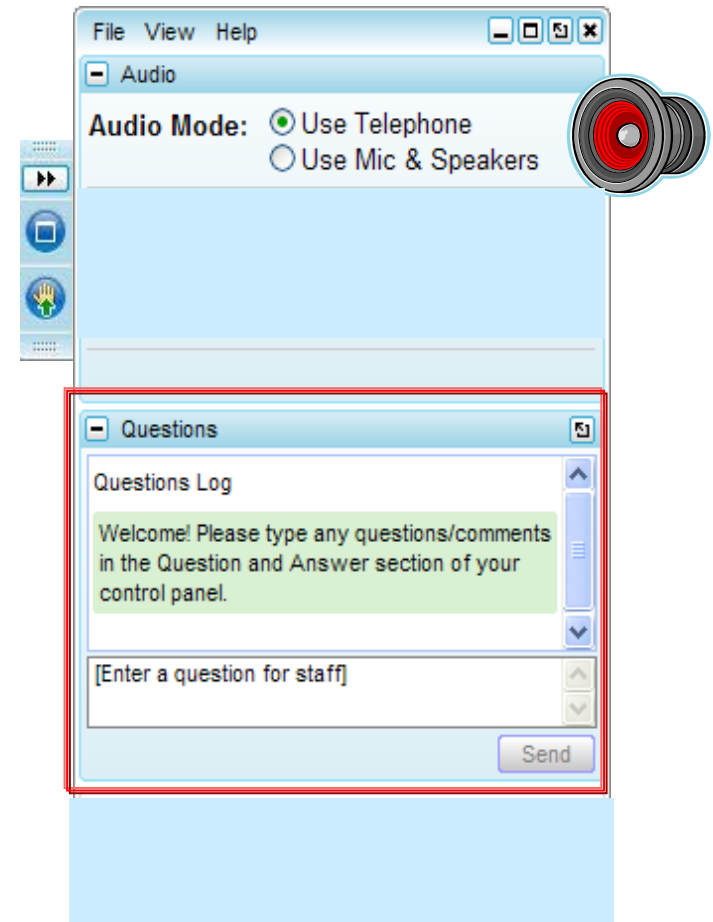 File View Help
Audio
Audio Mode: Use Telephone
Use Mic & Speakers
Questions
Questions Log
Welcome! Please type any questions/comments
in the Question and Answer section of your
control panel.
[Enter a question for staff]
Send